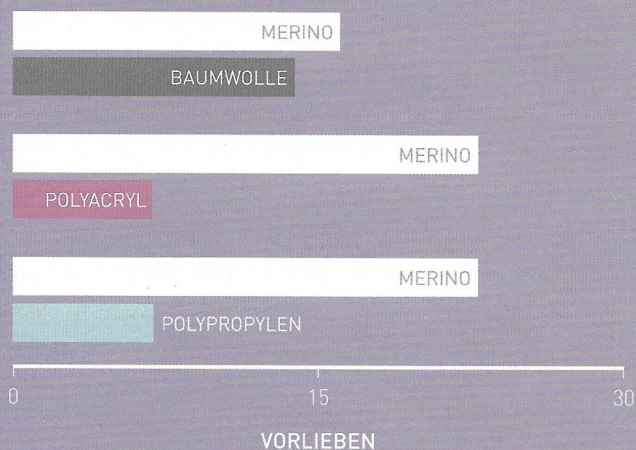 MERINO
BAUMWOLLE
MERINO
POLYACRYL
MERINO
POLYPROPYLEN
0 15 30
VORLIEBEN